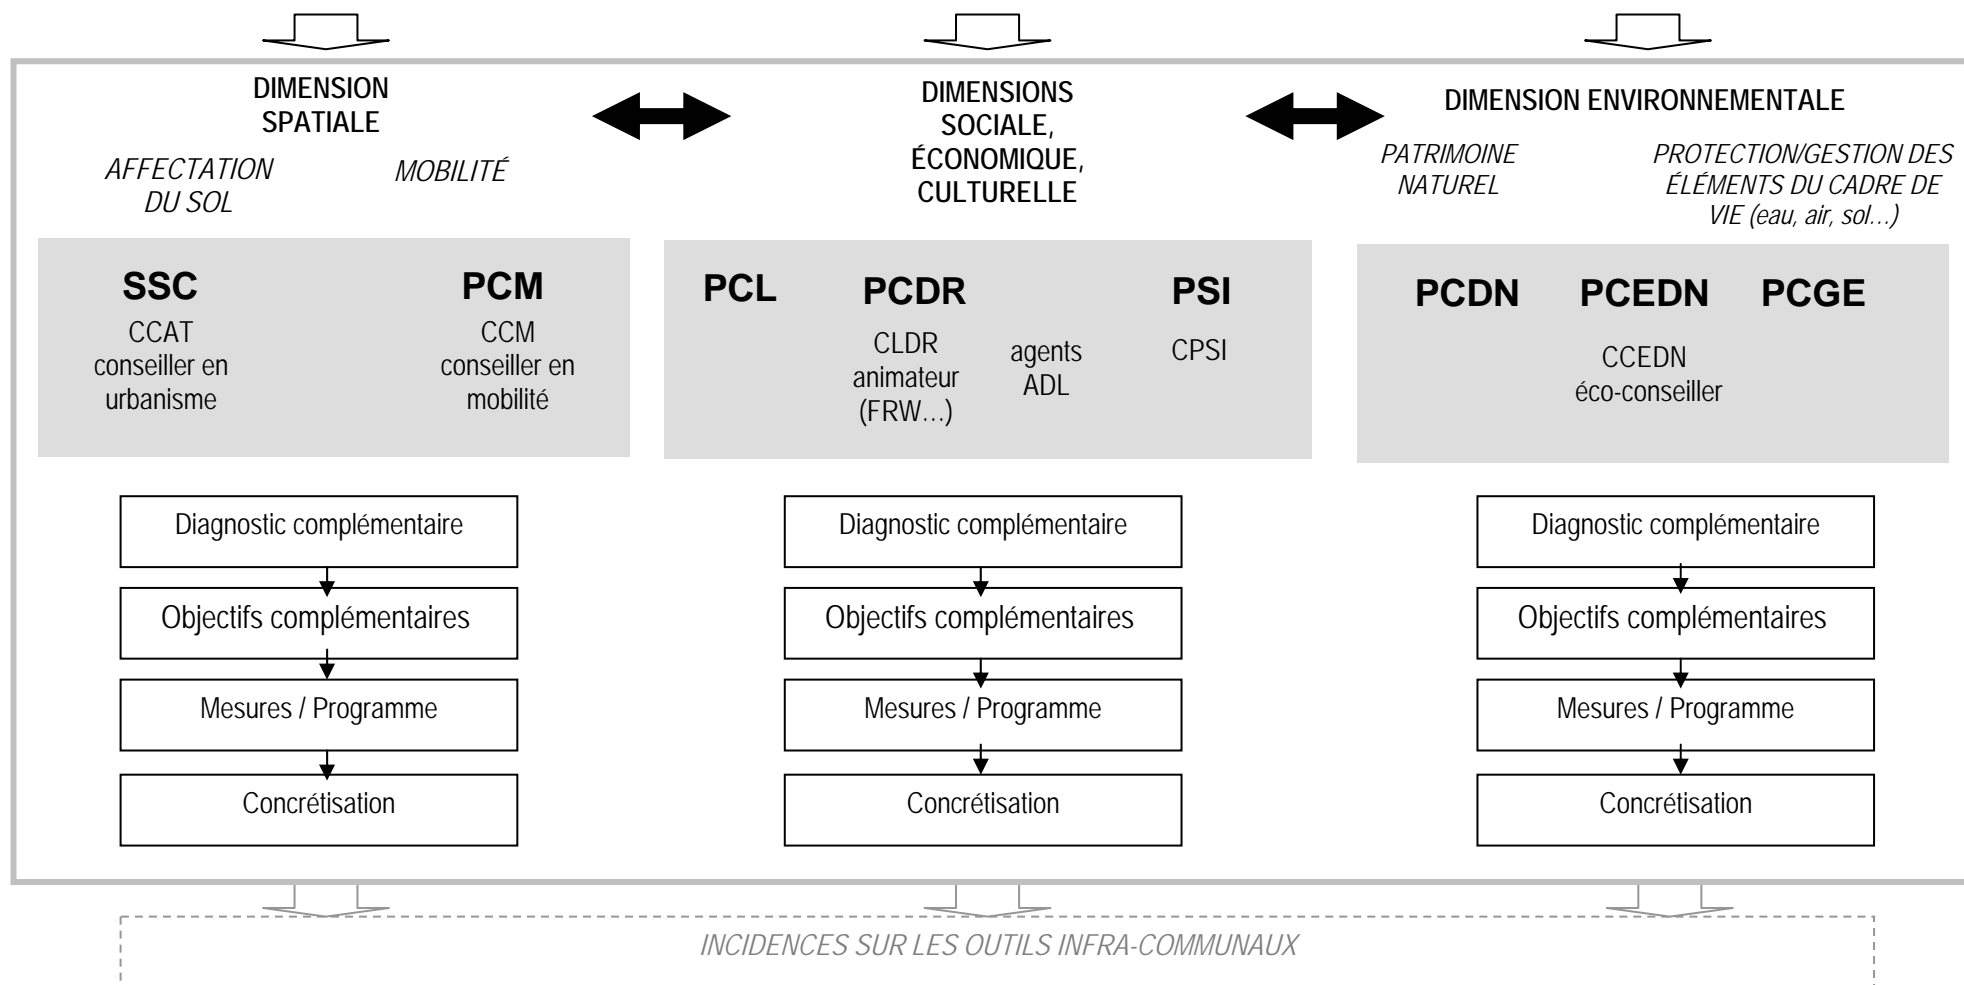 DIMENSION
SPATIALE
AFFECTATION
DU SOL
MOBILITÉ
SSC
CCAT
conseiller en
urbanisme
PCM
CCM
conseiller en
mobilité
Diagnostic complémentaire
Objectifs complémentaires
Mesures / Programme
Concrétisation
DIMENSIONS
SOCIALE,
ÉCONOMIQUE,
CULTURELLE
PCL
PCDR
CLDR
animateur
(FRW…)
agents
ADL
PSI
CPSI
Diagnostic complémentaire
Objectifs complémentaires
Mesures / Programme
Concrétisation
DIMENSION ENVIRONNEMENTALE
PATRIMOINE
NATUREL
PROTECTION/GESTION DES
ÉLÉMENTS DU CADRE DE
VIE (eau, air, sol…)
PCDN
PCEDN
PCGE
CCEDN
éco-conseiller
Diagnostic complémentaire
Objectifs complémentaires
Mesures / Programme
Concrétisation
INCIDENCES SUR LES OUTILS INFRA-COMMUNAUX